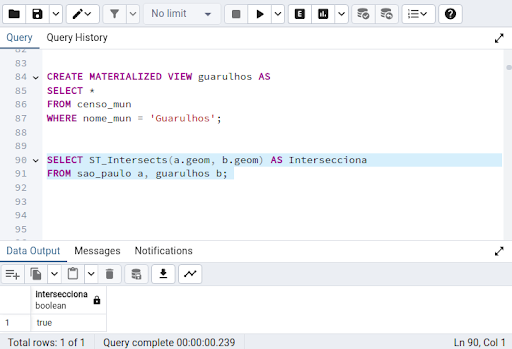 No limit
E
Query Query History
83
84 CREATE MATERIALIZED VIEW guarulhos AS
85 SELECT *
86 FROM censo_mun
87 WHERE nome_mun = 'Guarulhos';
88
89
90 SELECT ST_Intersects(a.geom, b.geom) AS Intersecciona
91 FROM sao_paulo a, guarulhos b;
92
93
94
95
Data Output Messages Notifications
intersecciona
boolean
1 true
Total rows: 1 of 1 Query complete 00:00:00.239 Ln 90, Col 1